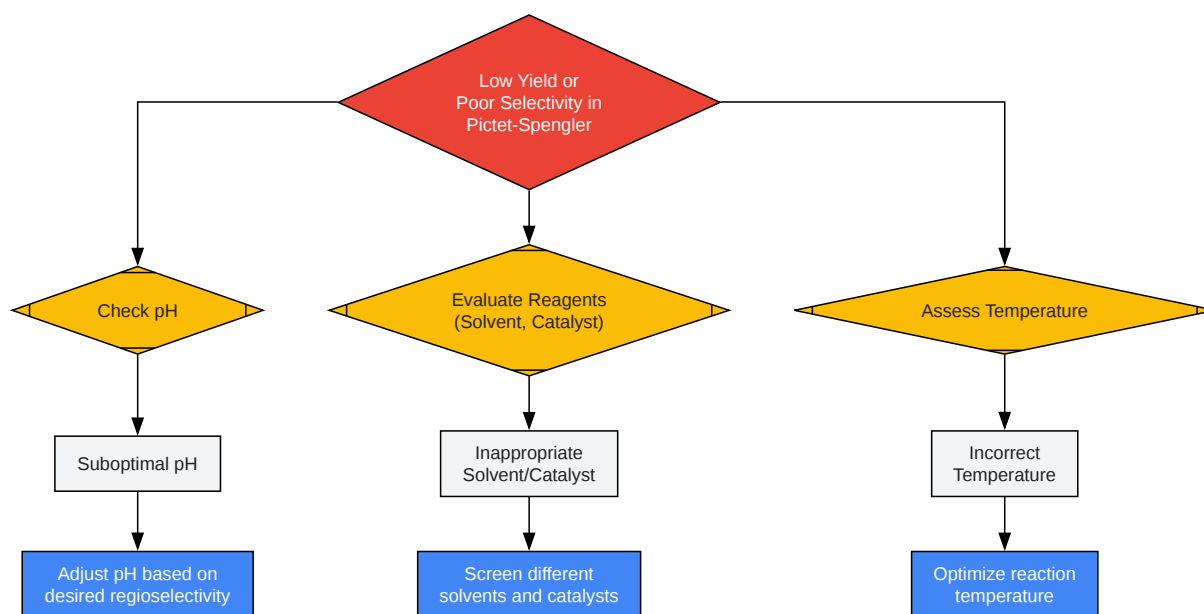 Low Yield or
Poor Selectivity in
Pictet-Spengler
Check pH
Evaluate Reagents
(Solvent, Catalyst)
Assess Temperature
Suboptimal pH
Inappropriate
Solvent/Catalyst
Incorrect
Temperature
Adjust pH based on
desired regioselectivity
Screen different
solvents and catalysts
Optimize reaction
temperature